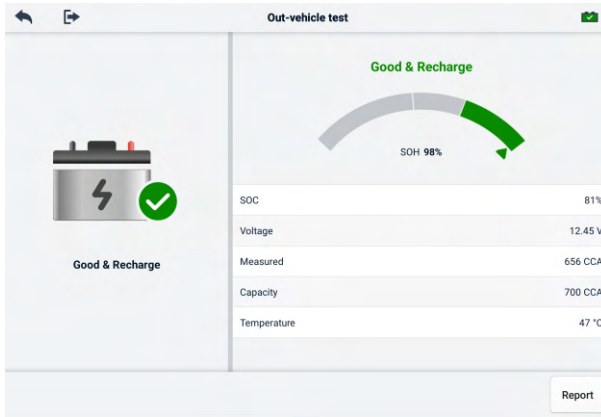 Out-vehicle test
Good & Recharge
Good & Recharge
SOH 98%
SOC 81%
Voltage 12.45 V
Measured 656 CCA
Capacity 700 CCA
Temperature 47 °C
Report